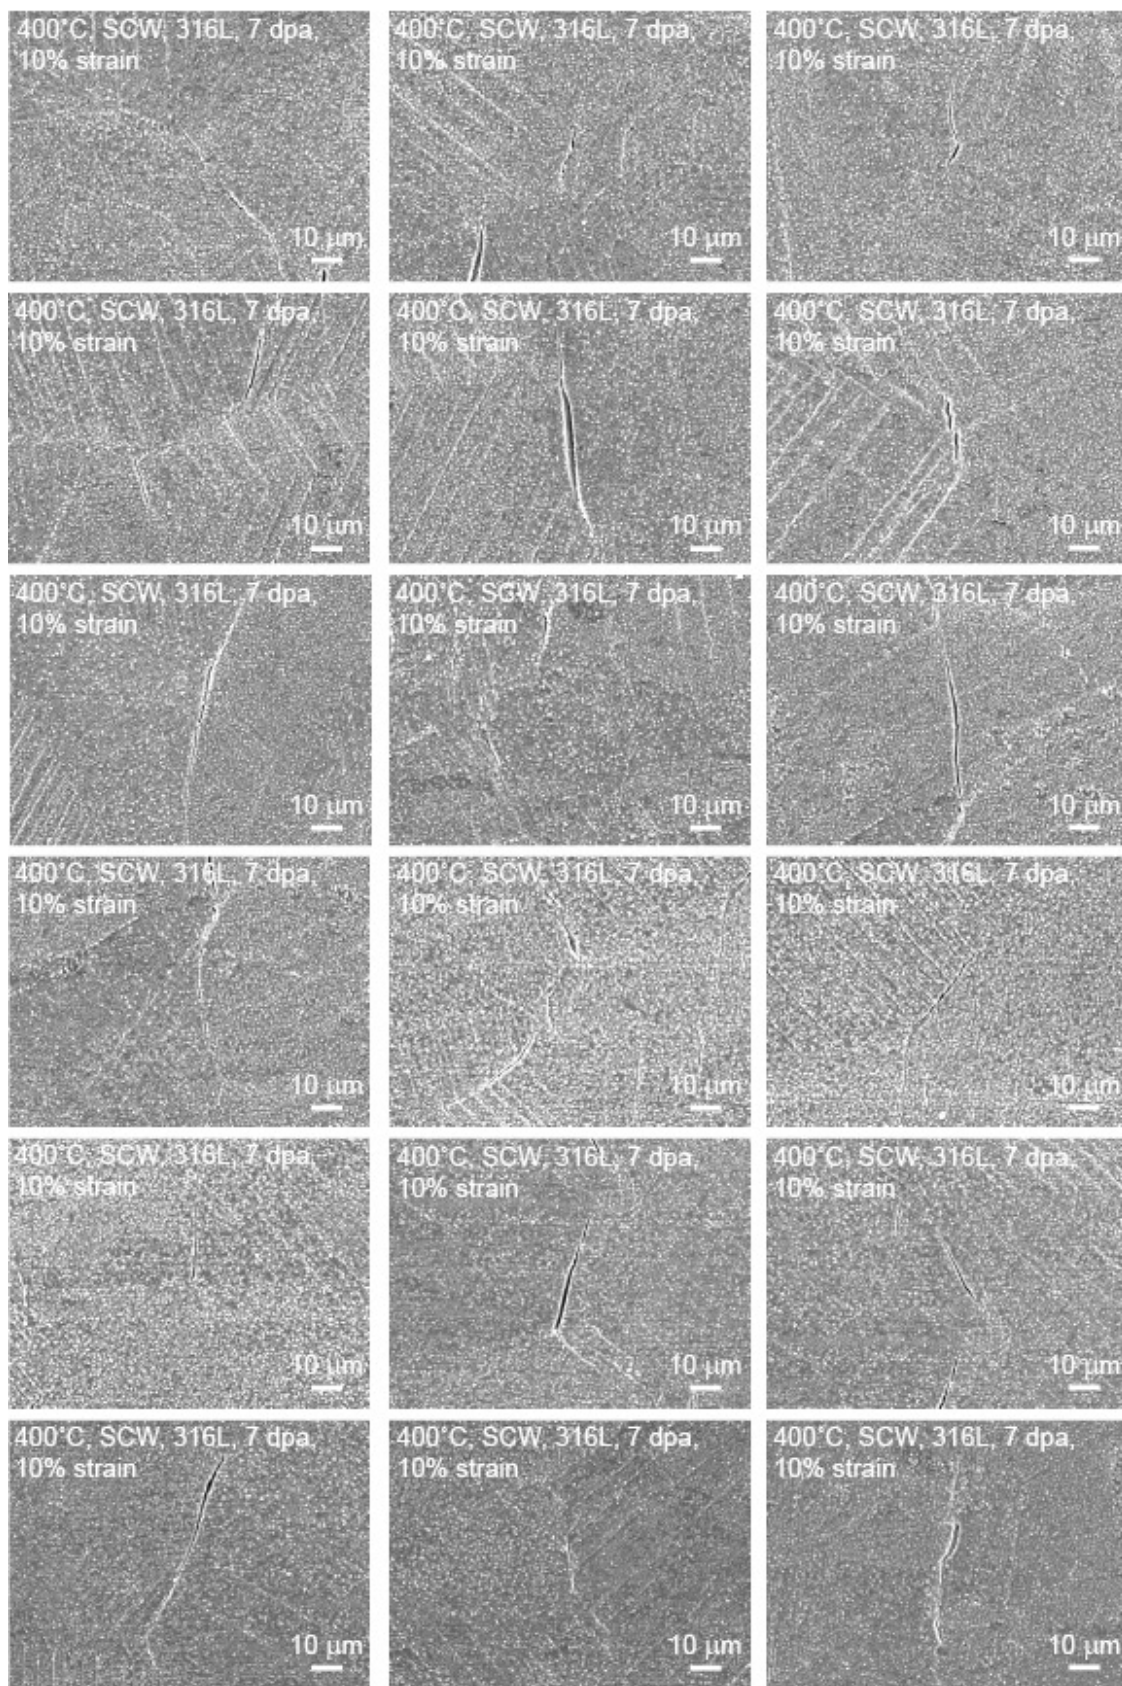 400°C, SCW, 316L, 7 dpa,
10% strain
10 µm
400°C, SCW, 316L, 7 dpa,
10% strain
10 µm
400°C, SCW, 316L, 7 dpa,
10% strain
10 µm
400°C, SCW, 316L, 7 dpa,
10% strain
10 µm
400°C, SCW, 316L, 7 dpa,
10% strain
10 µm
400°C, SCW, 316L, 7 dpa,
10% strain
10 µm
400°C, SCW, 316L, 7 dpa,
10% strain
10 µm
400°C, SCW, 316L, 7 dpa,
10% strain
10 µm
400°C, SCW, 316L, 7 dpa,
10% strain
10 µm
400°C, SCW, 316L, 7 dpa,
10% strain
10 µm
400°C, SCW, 316L, 7 dpa,
10% strain
10 µm
400°C, SCW, 316L, 7 dpa,
10% strain
10 µm
400°C, SCW, 316L, 7 dpa,
10% strain
10 µm
400°C, SCW, 316L, 7 dpa,
10% strain
10 µm
400°C, SCW, 316L, 7 dpa,
10% strain
10 µm
400°C, SCW, 316L, 7 dpa,
10% strain
10 µm
400°C, SCW, 316L, 7 dpa,
10% strain
10 µm
400°C, SCW, 316L, 7 dpa,
10% strain
10 µm